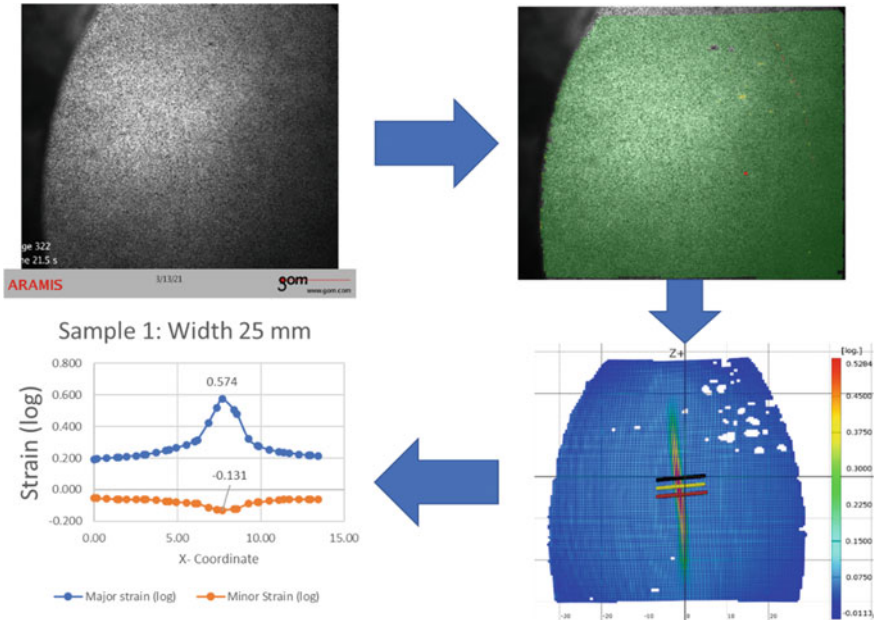 ge 322
ne 21.5 s
ARAMIS
3/13/21
gom
www.gom.com
Z+
[log.]
0.5264
0.4500
0.3750
0.3000
0.2250
0.1500
0.0750
-0.0113
-30
-20
-10
0
10
20
Sample 1: Width 25 mm
Strain (log)
0.800
0.600
0.400
0.200
0.000
-0.200
0.574
-0.131
0.00
5.00
10.00
15.00
X- Coordinate
Major strain (log)
Minor Strain (log)